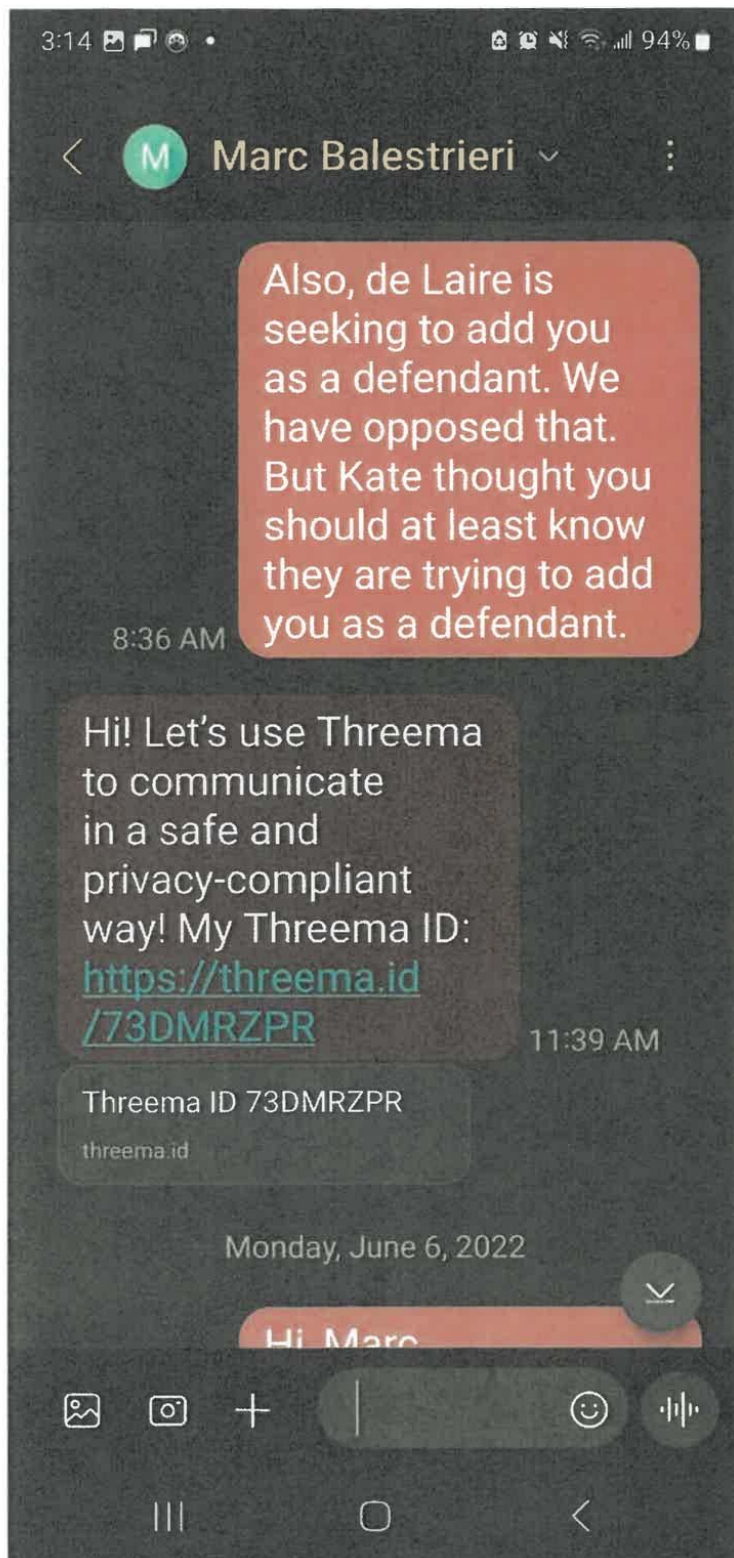 3:14 94%
M Marc Balestrieri
Also, de Laire is
seeking to add you
as a defendant. We
have opposed that.
But Kate thought you
should at least know
they are trying to add
you as a defendant.
8:36 AM
Hi! Let's use Threema
to communicate
in a safe and
privacy-compliant
way! My Threema ID:
https://threema.id
/73DMRZPR
11:39 AM
Threema ID 73DMRZPR
threema.id
Monday, June 6, 2022
Hi Marc